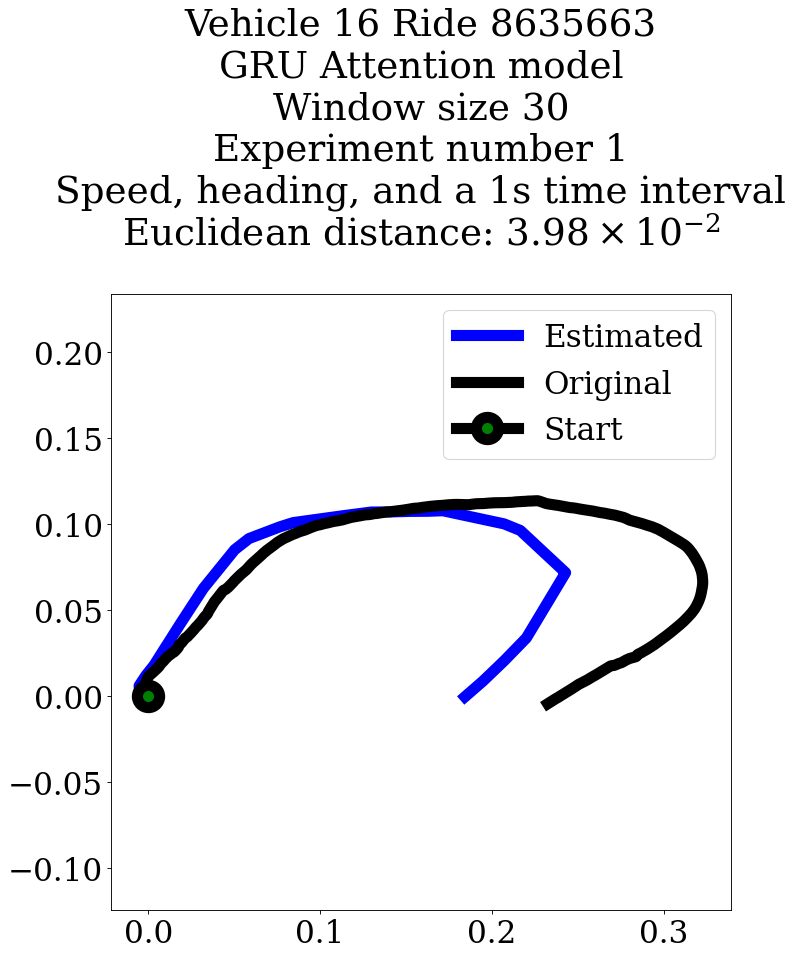 Vehicle 16 Ride 8635663
GRU Attention model
Window size 30
Experiment number 1
Speed, heading, and a 1s time interval
Euclidean distance: 3.98 × 10⁻²
Estimated
Original
Start
0.20
0.15
0.10
0.05
0.00
−0.05
−0.10
0.0 0.1 0.2 0.3